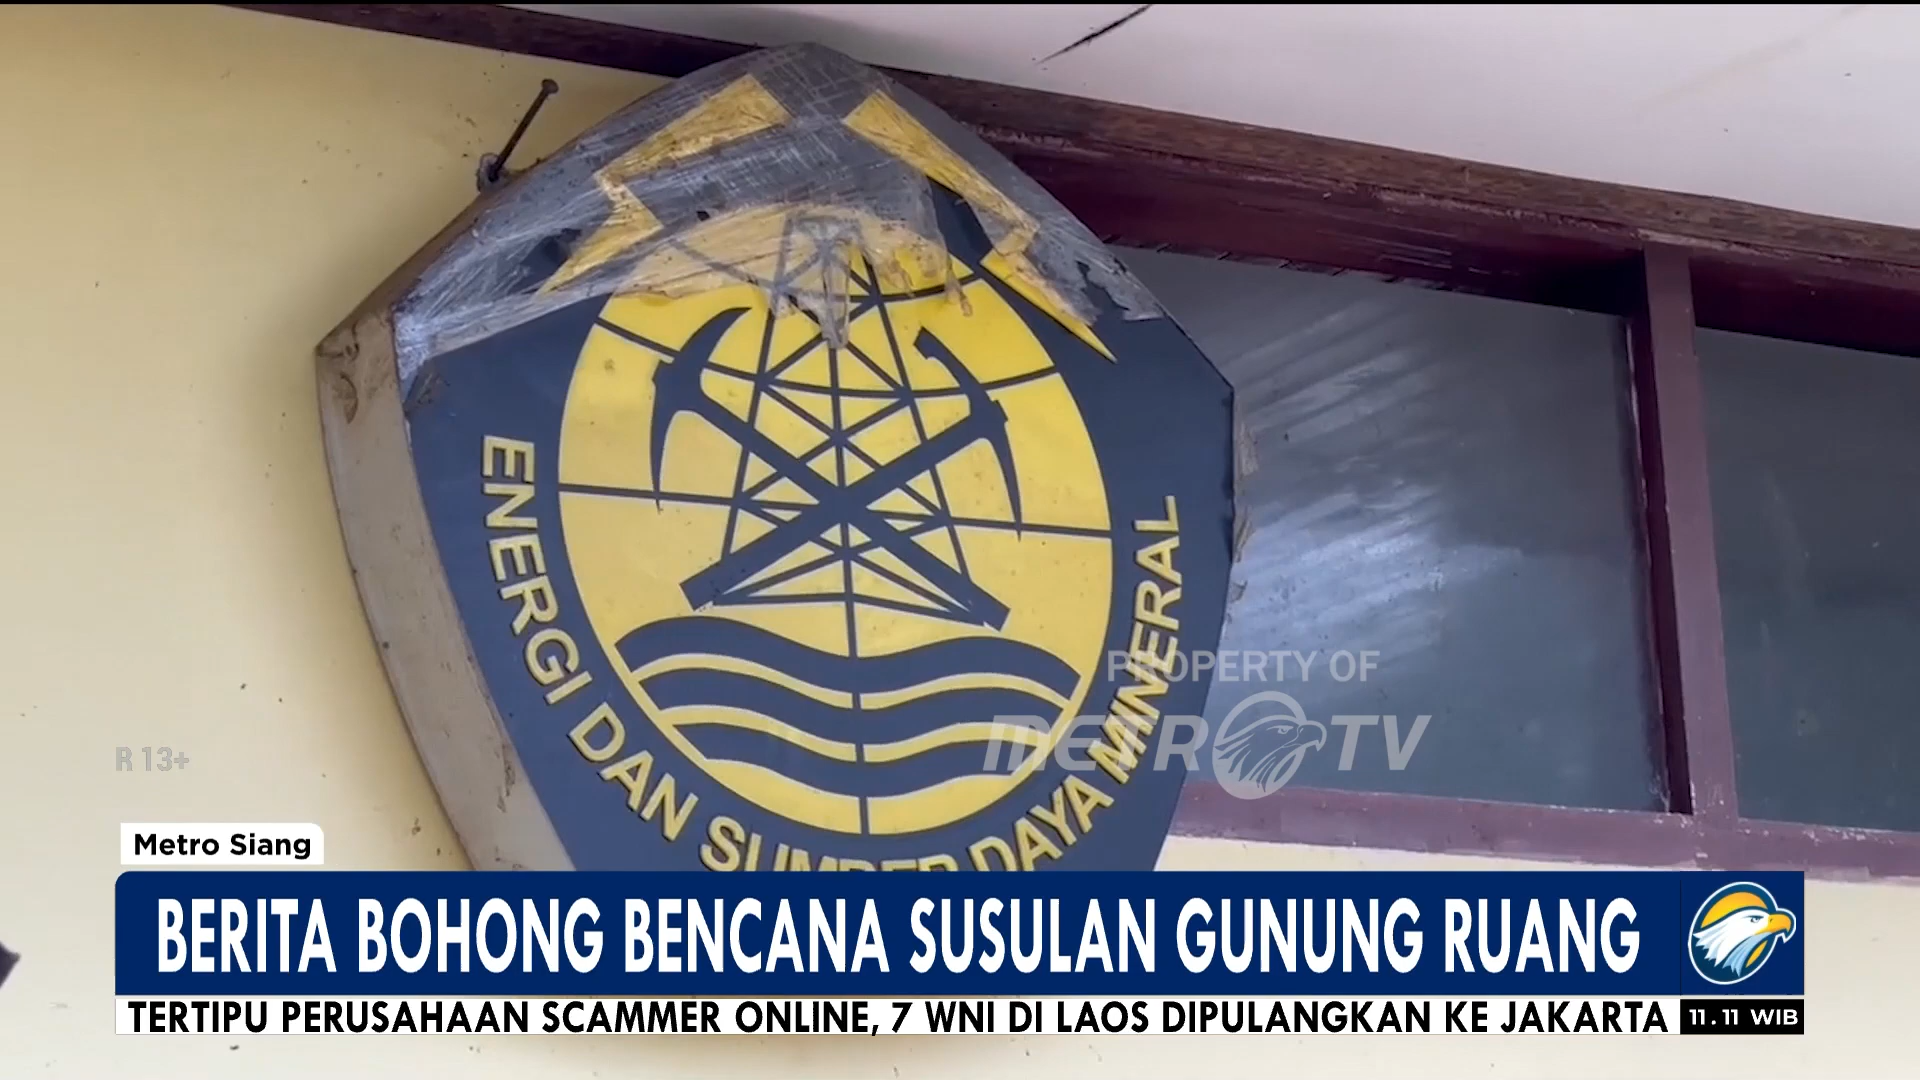 ENERGI DAN SUMBER DAYA MINERAL
PROPERTY OF
METRO TV
R 13+
Metro Siang
BERITA BOHONG BENCANA SUSULAN GUNUNG RUANG
TERTIPU PERUSAHAAN SCAMMER ONLINE, 7 WNI DI LAOS DIPULANGKAN KE JAKARTA
11.11 WIB